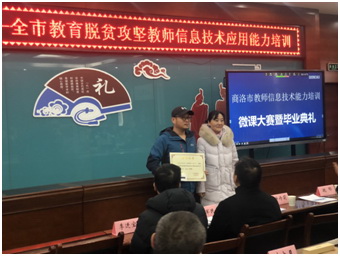 全市教育脱贫攻坚教师信息技术应用能力培训
礼
商洛市教师信息技术能力培训
微课大赛暨毕业典礼